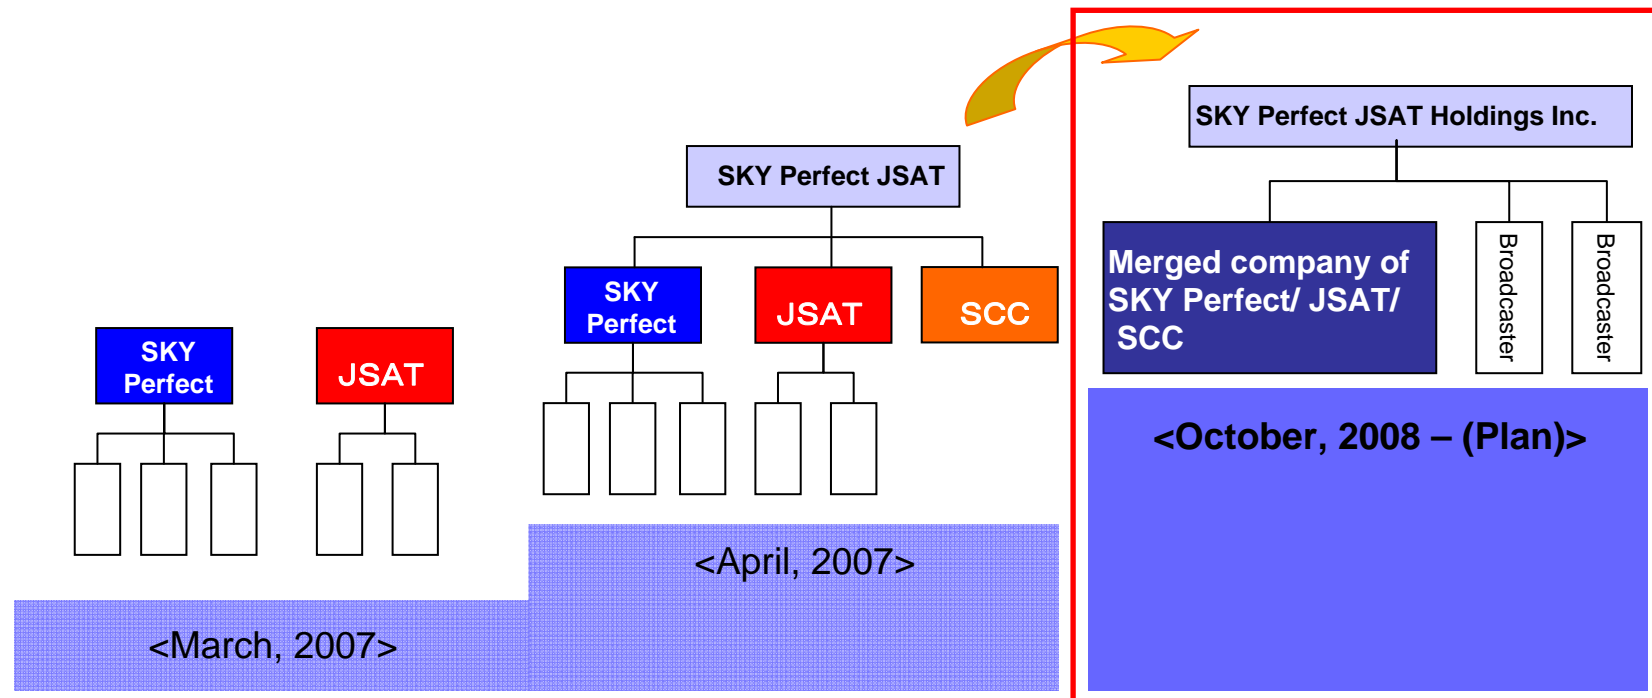 SKY
Perfect
JSAT
<March, 2007>
SKY Perfect JSAT
SKY
Perfect
JSAT
SCC
<April, 2007>
SKY Perfect JSAT Holdings Inc.
Merged company of
SKY Perfect/ JSAT/
SCC
Broadcaster
Broadcaster
<October, 2008 – (Plan)>